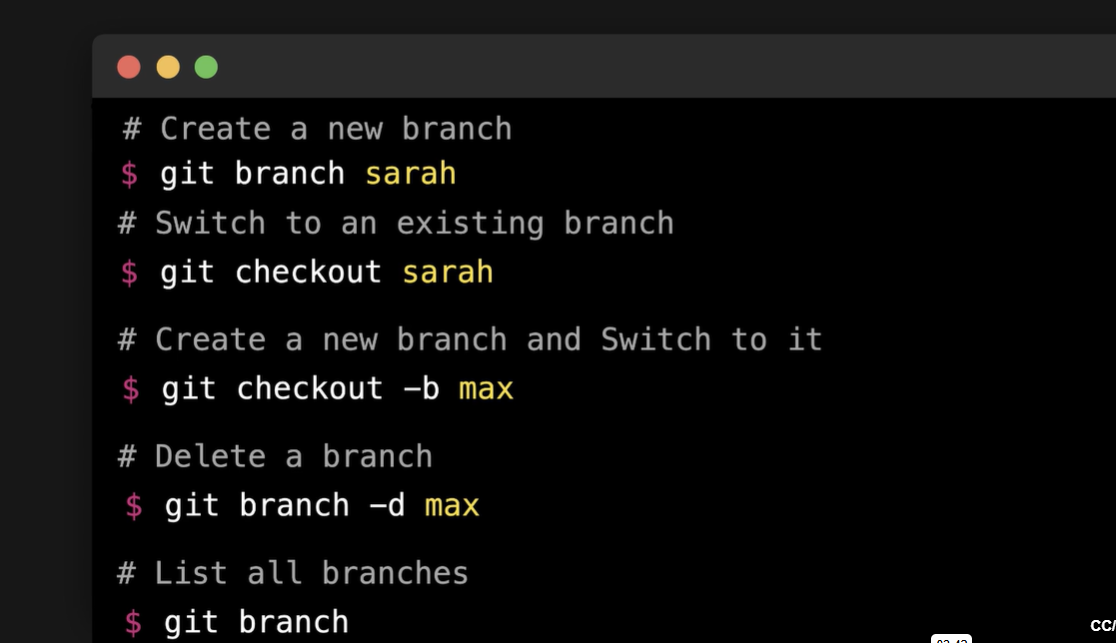 # Create a new branch
$ git branch sarah
# Switch to an existing branch
$ git checkout sarah
# Create a new branch and Switch to it
$ git checkout -b max
# Delete a branch
$ git branch -d max
# List all branches
$ git branch